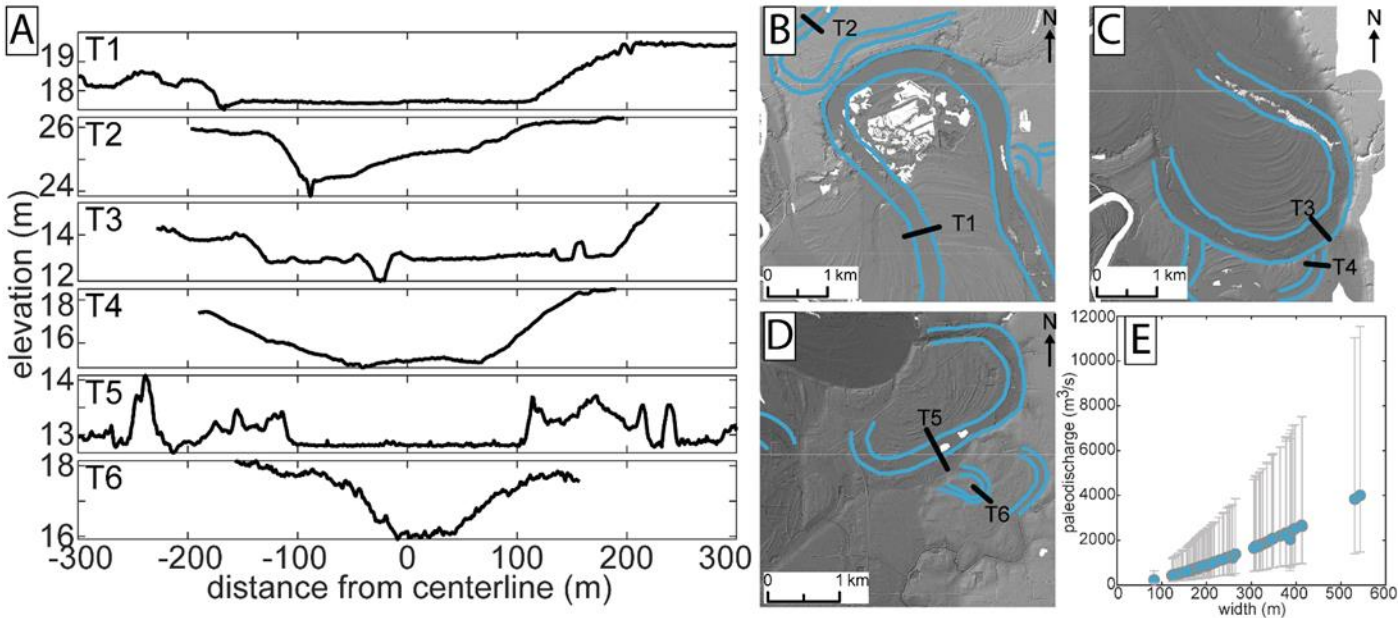 A
elevation (m)
T1
19
18
T2
26
24
T3
14
12
T4
18
16
T5
14
13
T6
18
16
-300 -200 -100 0 100 200 300
distance from centerline (m)
B
T2
N
T1
0 1 km
C
N
T3
T4
0 1 km
D
N
T5
T6
0 1 km
E
paleodischarge (m³/s)
12000
10000
8000
6000
4000
2000
0
0 100 200 300 400 500 600
width (m)